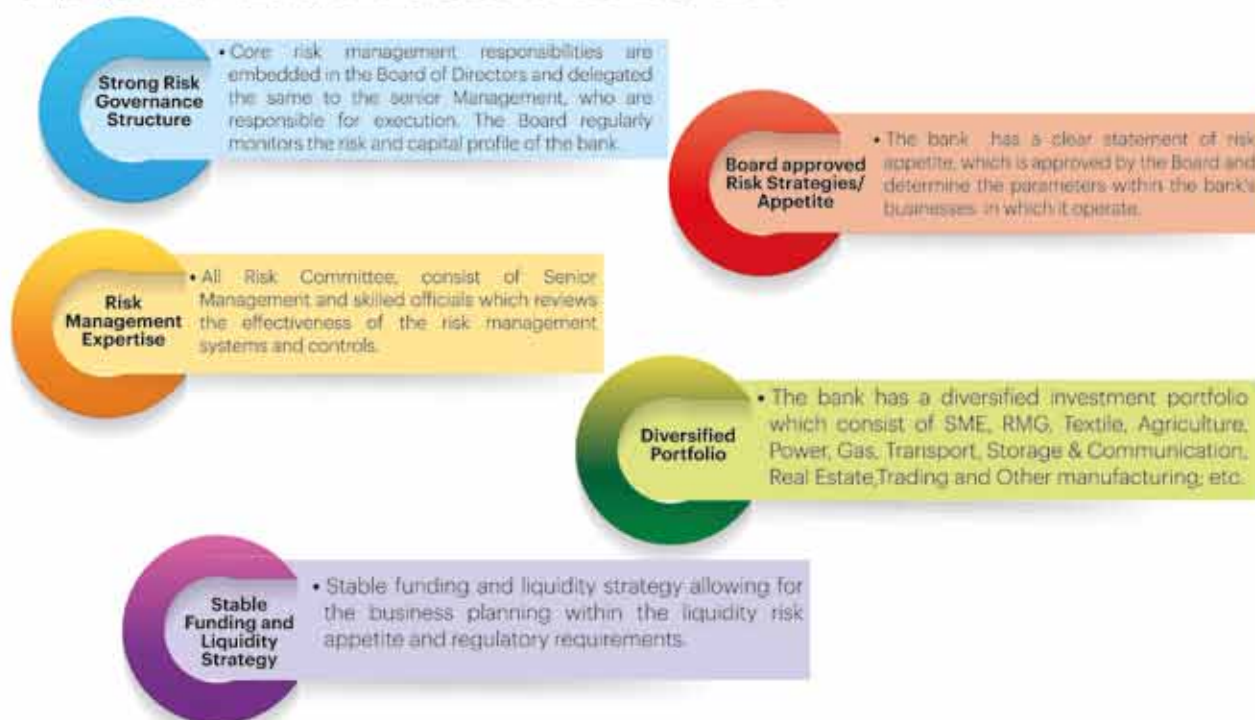 Strong Risk
Governance
Structure
• Core risk management responsibilities are
embedded in the Board of Directors and delegated
the same to the senior Management, who are
responsible for execution. The Board regularly
monitors the risk and capital profile of the bank.
Board approved
Risk Strategies/
Appetite
• The bank has a clear statement of risk
appetite, which is approved by the Board and
determine the parameters within the bank's
businesses in which it operate.
Risk
Management
Expertise
• All Risk Committee, consist of Senior
Management and skilled officials which reviews
the effectiveness of the risk management
systems and controls.
Diversified
Portfolio
• The bank has a diversified investment portfolio
which consist of SME, RMG, Textile, Agriculture,
Power, Gas, Transport, Storage & Communication,
Real Estate,Trading and Other manufacturing; etc.
Stable
Funding and
Liquidity
Strategy
• Stable funding and liquidity strategy allowing for
the business planning within the liquidity risk
appetite and regulatory requirements.